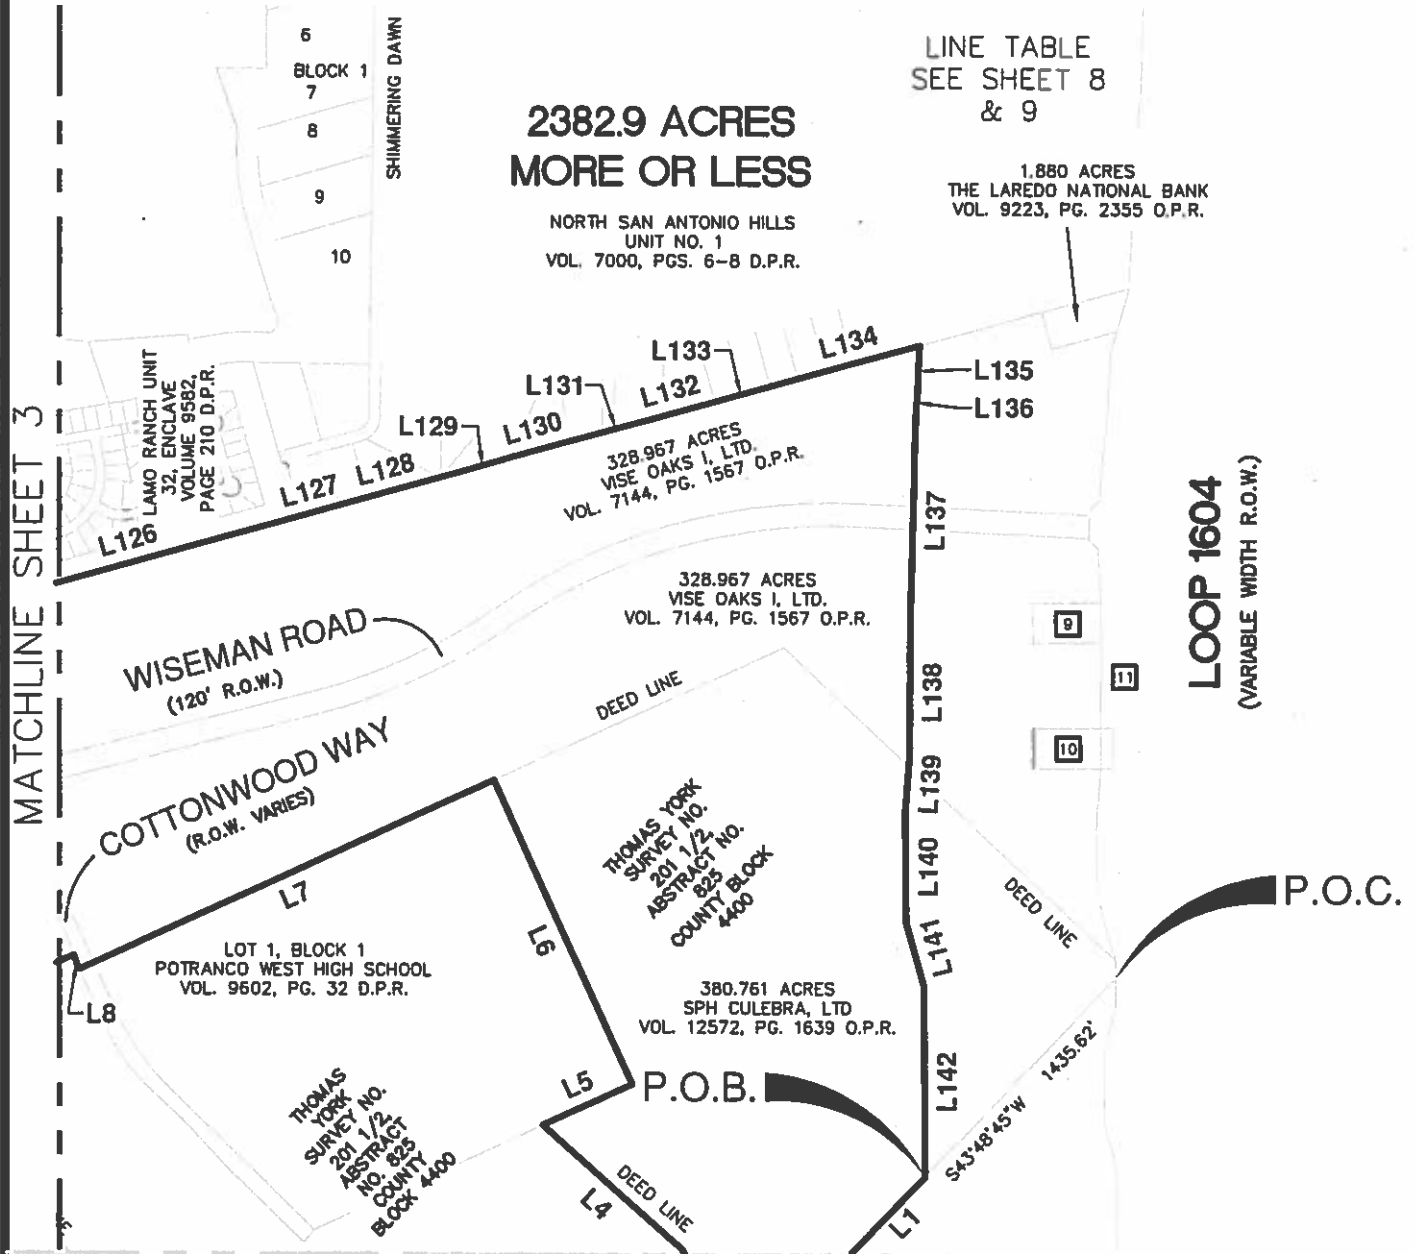 6
BLOCK 1
7
8
9
10
SHIMMERING DAWN
2382.9 ACRES
MORE OR LESS
NORTH SAN ANTONIO HILLS
UNIT NO. 1
VOL. 7000, PGS. 6-8 D.P.R.
LINE TABLE
SEE SHEET 8
& 9
1.880 ACRES
THE LAREDO NATIONAL BANK
VOL. 9223, PG. 2355 O.P.R.
MATCHLINE SHEET 3
LAMO RANCH UNIT
32, ENCLAVE
VOLUME 9582,
PAGE 210 D.P.R.
L126
L127
L128
L129
L130
L131
L132
L133
L134
L135
L136
328.967 ACRES
VISE OAKS I, LTD.
VOL. 7144, PG. 1567 O.P.R.
L137
328.967 ACRES
VISE OAKS I, LTD.
VOL. 7144, PG. 1567 O.P.R.
LOOP 1604
(VARIABLE WIDTH R.O.W.)
9
11
10
WISEMAN ROAD
(120' R.O.W.)
DEED LINE
L138
COTTONWOOD WAY
(R.O.W. VARIES)
L139
THOMAS YORK
SURVEY NO.
201 1/2,
ABSTRACT NO.
825
COUNTY BLOCK
4400
L140
DEED LINE
P.O.C.
L7
L6
L141
LOT 1, BLOCK 1
POTRANCO WEST HIGH SCHOOL
VOL. 9602, PG. 32 D.P.R.
L8
380.761 ACRES
SPH CULEBRA, LTD
VOL. 12572, PG. 1639 O.P.R.
L142
1435.62'
S43°48'45"W
L5
P.O.B.
THOMAS
YORK
SURVEY NO.
201 1/2,
ABSTRACT
NO. 825
COUNTY
BLOCK 4400
DEED LINE
L4
L1